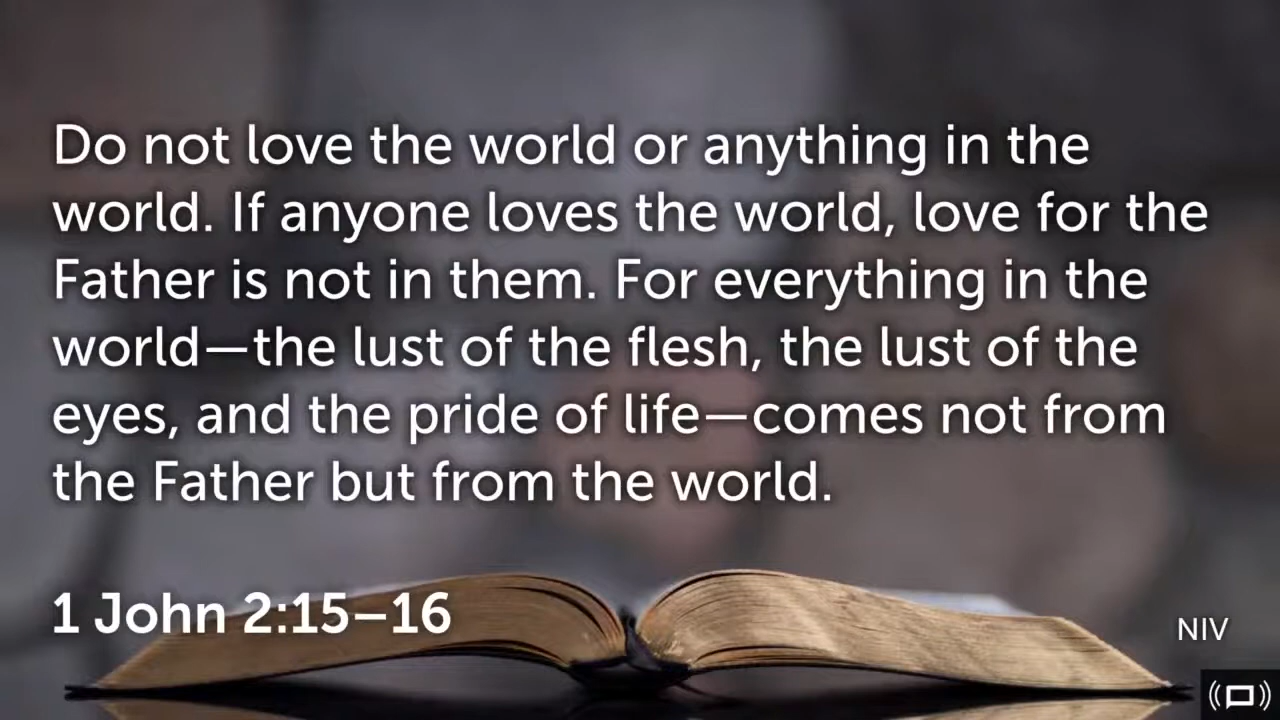 Do not love the world or anything in the
world. If anyone loves the world, love for the
Father is not in them. For everything in the
world—the lust of the flesh, the lust of the
eyes, and the pride of life—comes not from
the Father but from the world.
1 John 2:15–16
NIV